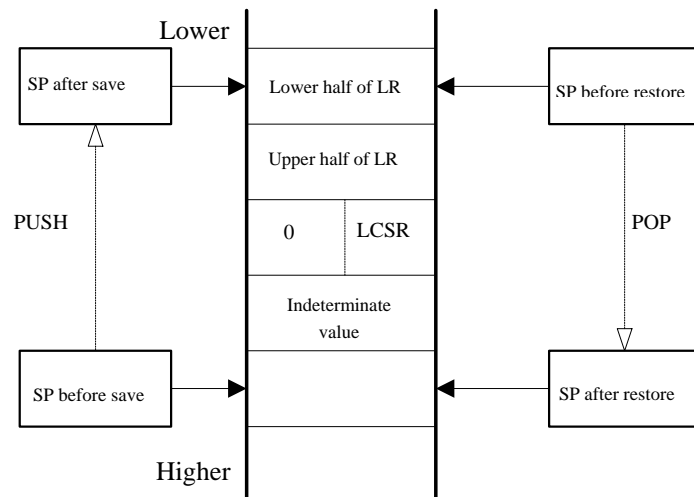 Lower
SP after save
Lower half of LR
SP before restore
Upper half of LR
PUSH
0
LCSR
POP
Indeterminate
value
SP before save
SP after restore
Higher